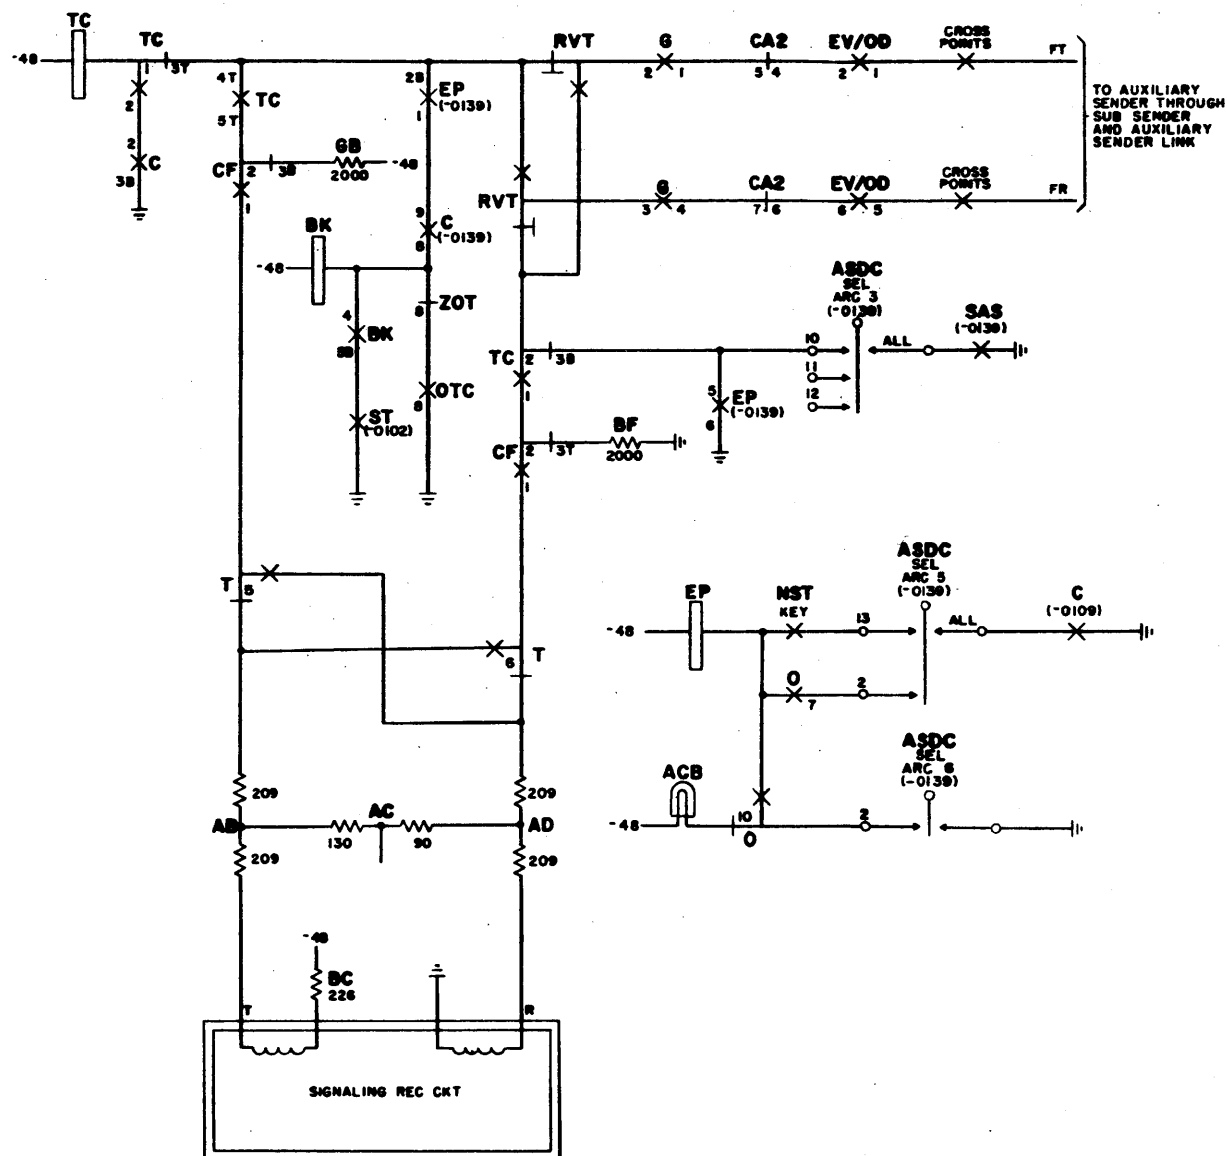 TC
-48
TC
1
3T
2
2
C
3B
4T
TC
5T
GB
2000
-48
CF
2
3B
1
2B
EP
(-0139)
1
9
C
(-0139)
8
BK
-48
ZOT
8
4
BK
5B
OTC
8
ST
(-0102)
RVT
G
2
1
CA2
5
4
EV/OD
2
1
CROSS
POINTS
FT
RVT
G
3
4
CA2
7
6
EV/OD
6
5
CROSS
POINTS
FR
TO AUXILIARY
SENDER THROUGH
SUB SENDER
AND AUXILIARY
SENDER LINK
ASDC
SEL
ARC 3
(-0139)
SAS
(-0139)
10
ALL
11
12
TC
2
3B
1
5
EP
(-0139)
6
BF
2000
CF
2
3T
1
T
5
6
T
ASDC
SEL
ARC 5
(-0139)
EP
-48
NST
KEY
13
ALL
C
(-0109)
O
7
2
ASDC
SEL
ARC 6
(-0139)
ACB
-48
10
O
2
209
209
AB
AC
130
90
AD
209
209
-48
BC
226
T
R
SIGNALING REC CKT